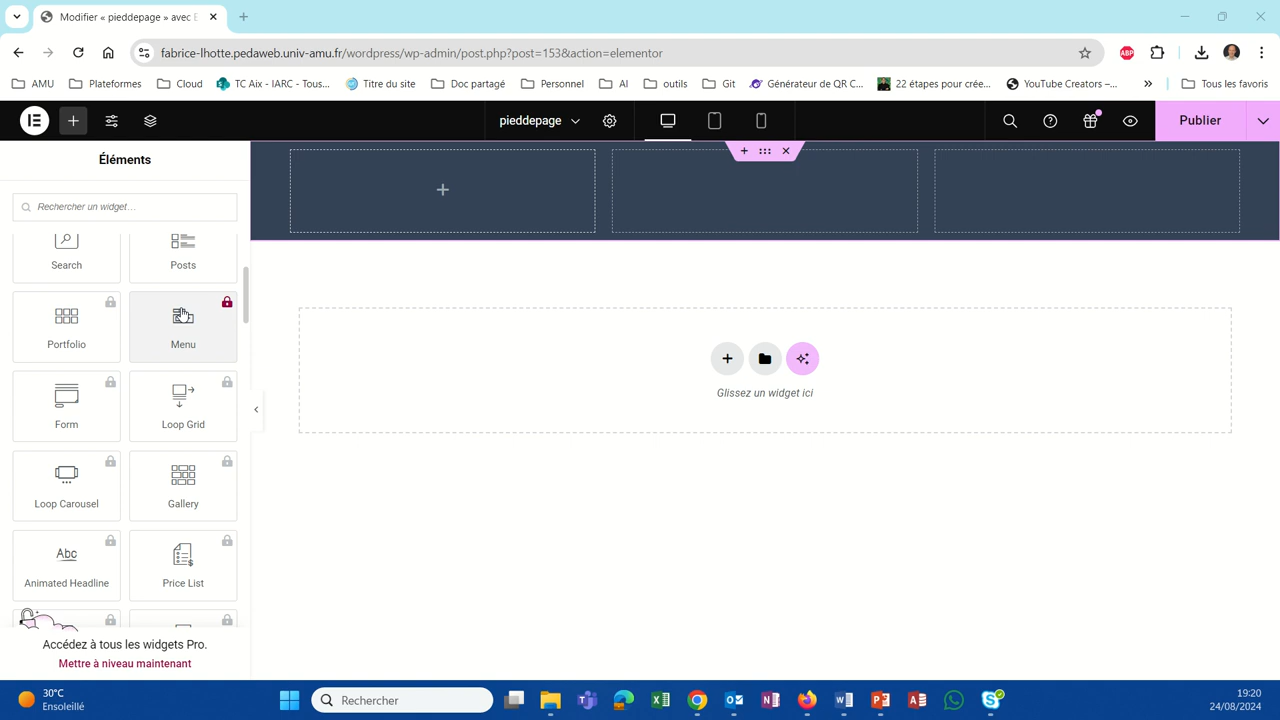 Modifier « pieddepage » avec E
fabrice-lhotte.pedaweb.univ-amu.fr/wordpress/wp-admin/post.php?post=153&action=elementor
ABP
AMU
Plateformes
Cloud
TC Aix - IARC - Tous...
Titre du site
Doc partagé
Personnel
AI
outils
Git
Générateur de QR C...
22 étapes pour crée...
YouTube Creators –...
Tous les favoris
pieddepage
Publier
Éléments
Rechercher un widget...
Search
Posts
Portfolio
Menu
Form
Loop Grid
Loop Carousel
Gallery
Abc
Animated Headline
Price List
Accédez à tous les widgets Pro.
Mettre à niveau maintenant
Glissez un widget ici
30°C
Ensoleillé
Rechercher
19:20
24/08/2024